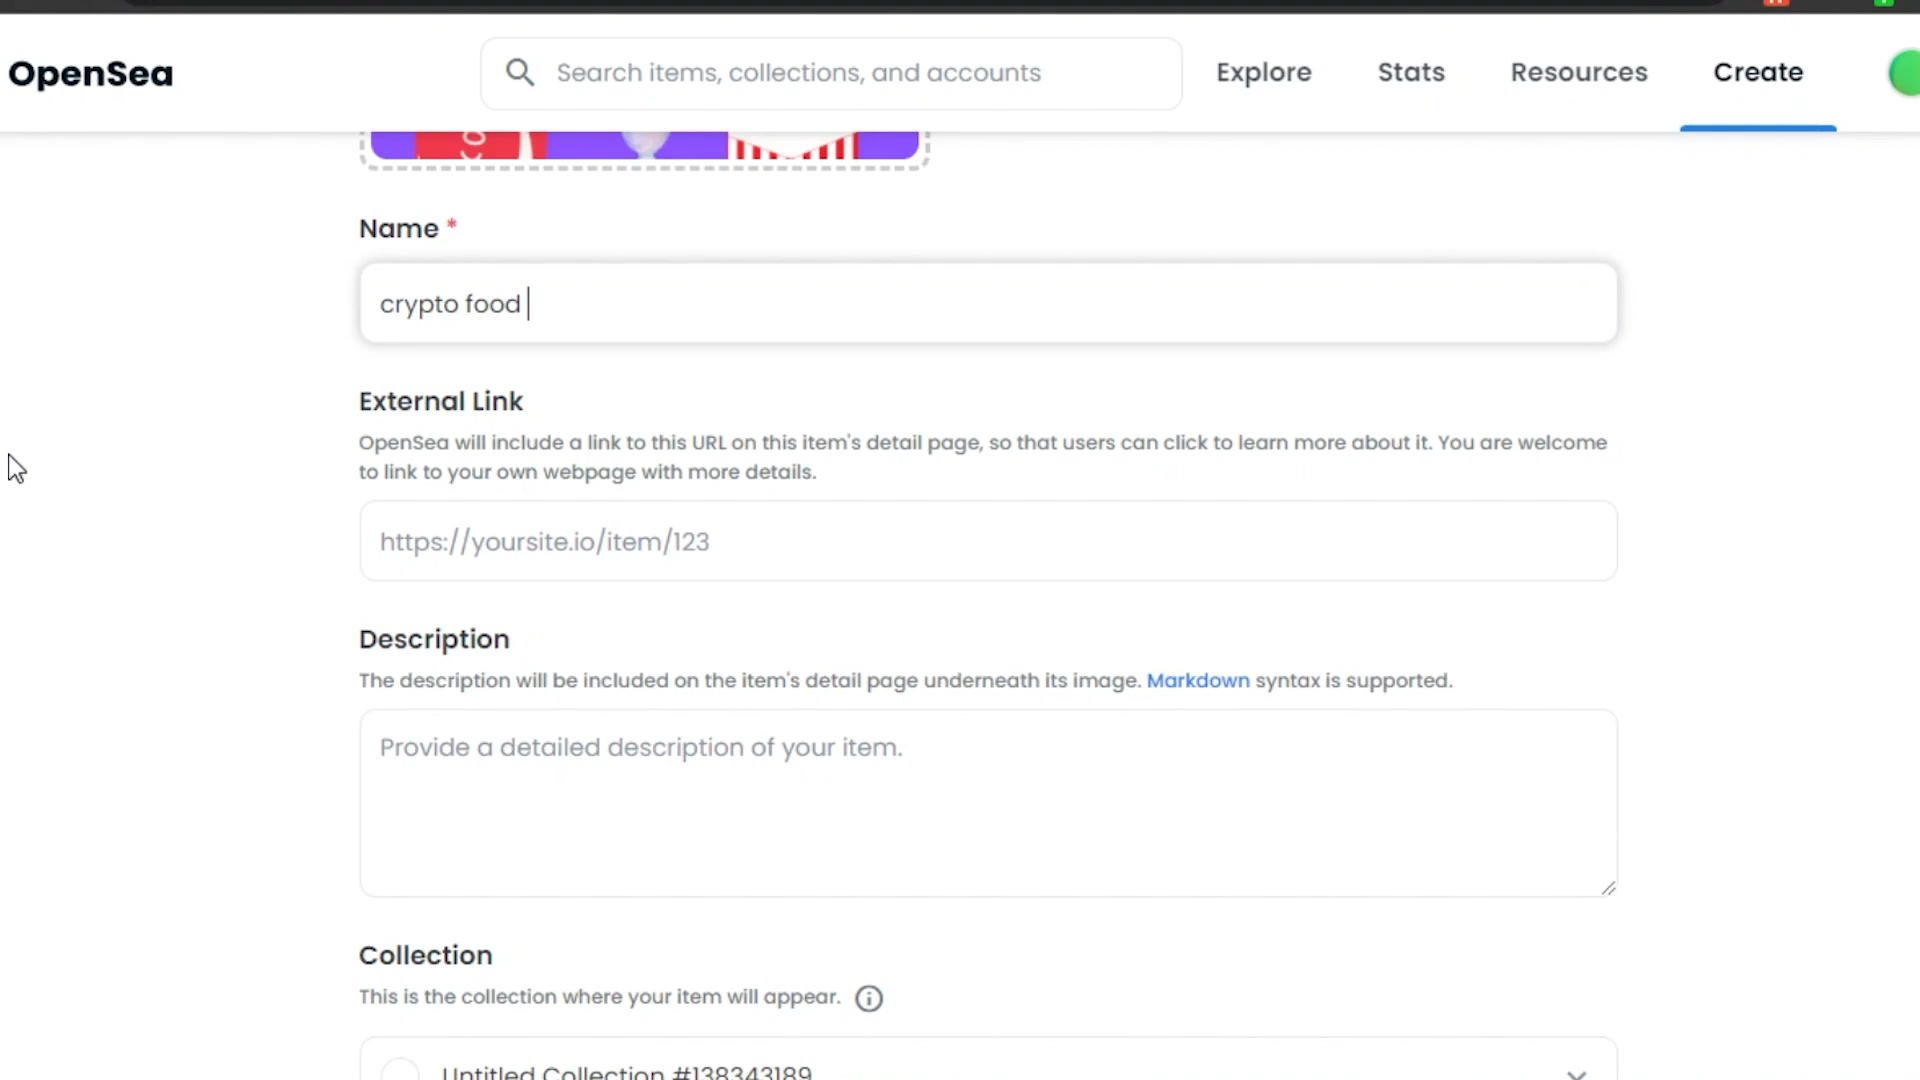 OpenSea
Search items, collections, and accounts
Explore
Stats
Resources
Create
Name *
crypto food
External Link
OpenSea will include a link to this URL on this item's detail page, so that users can click to learn more about it. You are welcome
to link to your own webpage with more details.
https://yoursite.io/item/123
Description
The description will be included on the item's detail page underneath its image. Markdown syntax is supported.
Provide a detailed description of your item.
Collection
This is the collection where your item will appear.
Untitled Collection #138343189